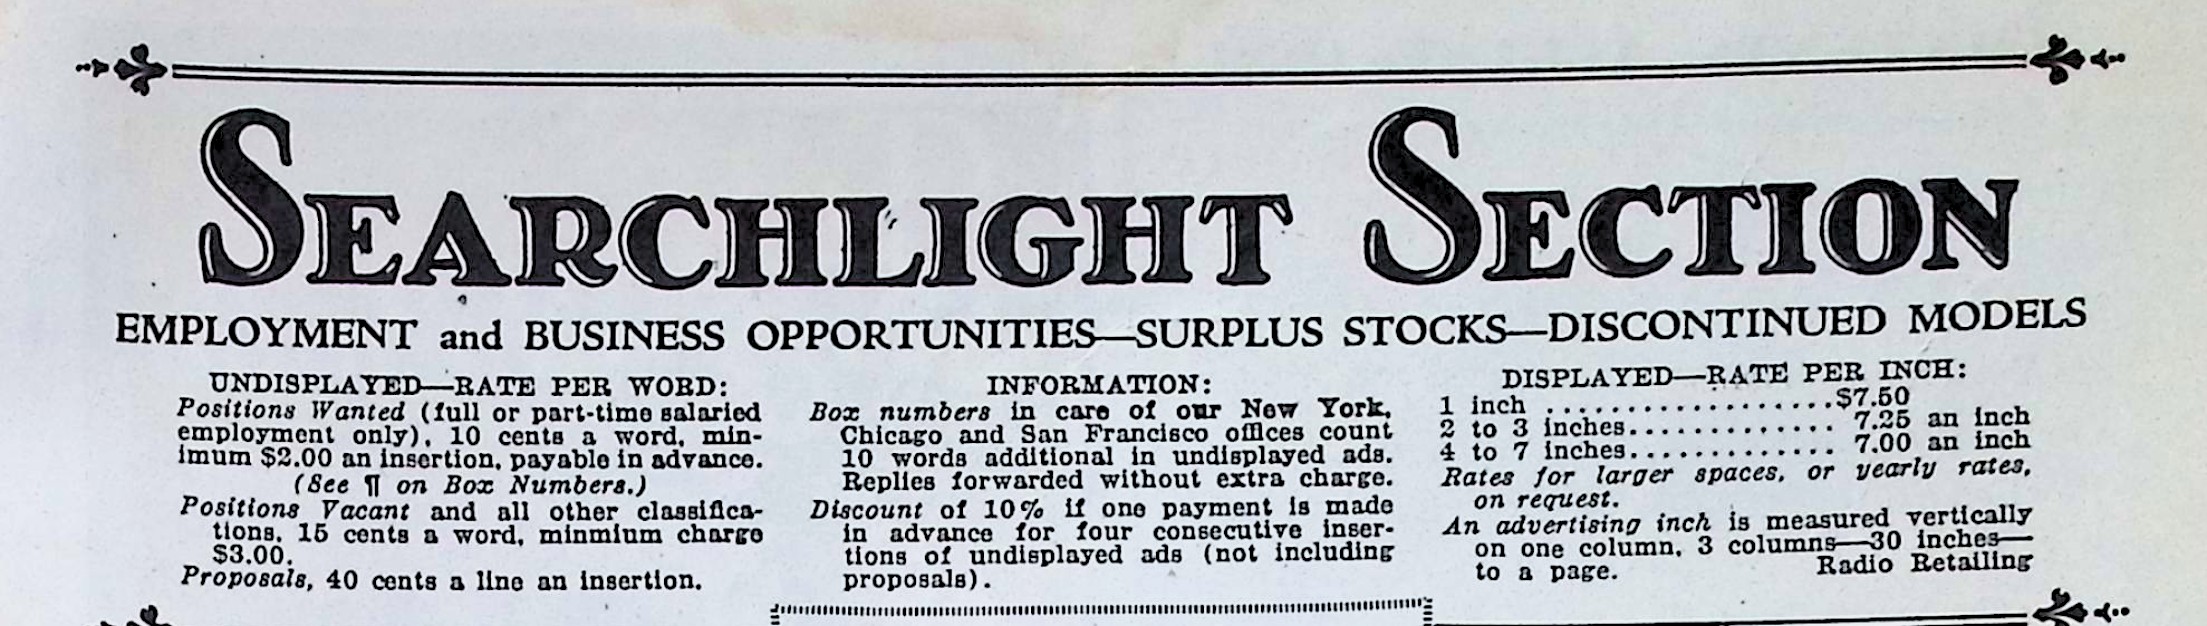 SEARCHLIGHT SECTION
EMPLOYMENT and BUSINESS OPPORTUNITIES—SURPLUS STOCKS—DISCONTINUED MODELS
UNDISPLAYED—RATE PER WORD:
Positions Wanted (full or part-time salaried
employment only), 10 cents a word, min-
imum $2.00 an insertion, payable in advance.
(See ¶ on Box Numbers.)
Positions Vacant and all other classifica-
tions, 15 cents a word, minmium charge
$3.00.
Proposals, 40 cents a line an insertion.
INFORMATION:
Box numbers in care of our New York,
Chicago and San Francisco offices count
10 words additional in undisplayed ads.
Replies forwarded without extra charge.
Discount of 10% if one payment is made
in advance for four consecutive inser-
tions of undisplayed ads (not including
proposals).
DISPLAYED—RATE PER INCH:
1 inch ..................$7.50
2 to 3 inches.............. 7.25 an inch
4 to 7 inches.............. 7.00 an inch
Rates for larger spaces, or yearly rates,
on request.
An advertising inch is measured vertically
on one column, 3 columns—30 inches—
to a page. Radio Retailing